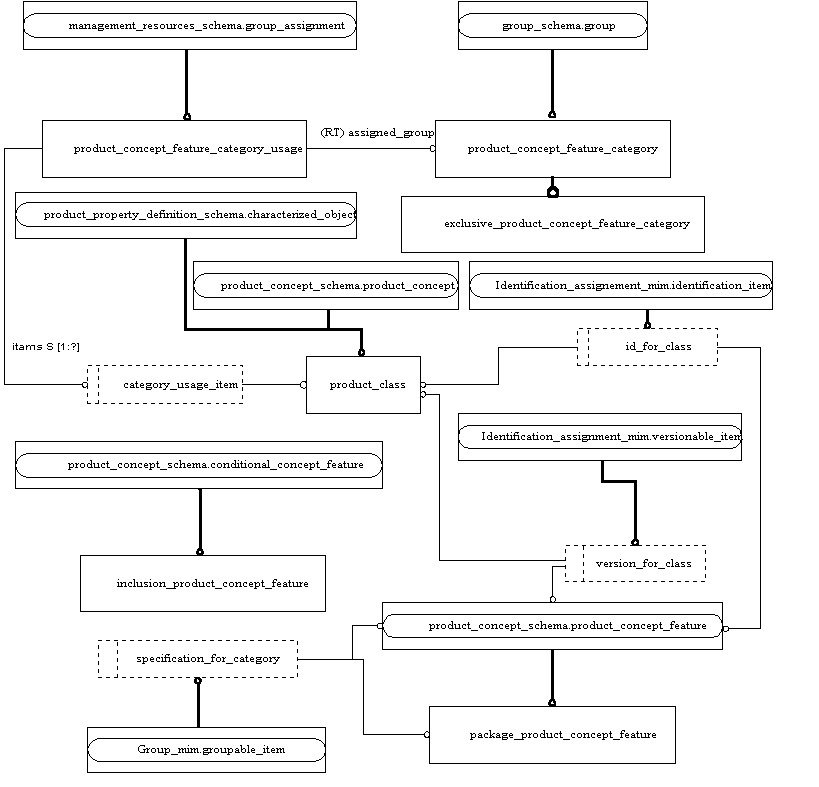 management_resources_schema.group_assignment
group_schema.group
(RT) assigned_group
product_concept_feature_category_usage
product_concept_feature_category
product_property_definition_schema.characterized_object
exclusive_product_concept_feature_category
product_concept_schema.product_concept
Identification_assignement_mim.identification_item
items S [1:?]
id_for_class
category_usage_item
product_class
Identification_assignment_mim.versionable_item
product_concept_schema.conditional_concept_feature
version_for_class
inclusion_product_concept_feature
product_concept_schema.product_concept_feature
specification_for_category
package_product_concept_feature
Group_mim.groupable_item